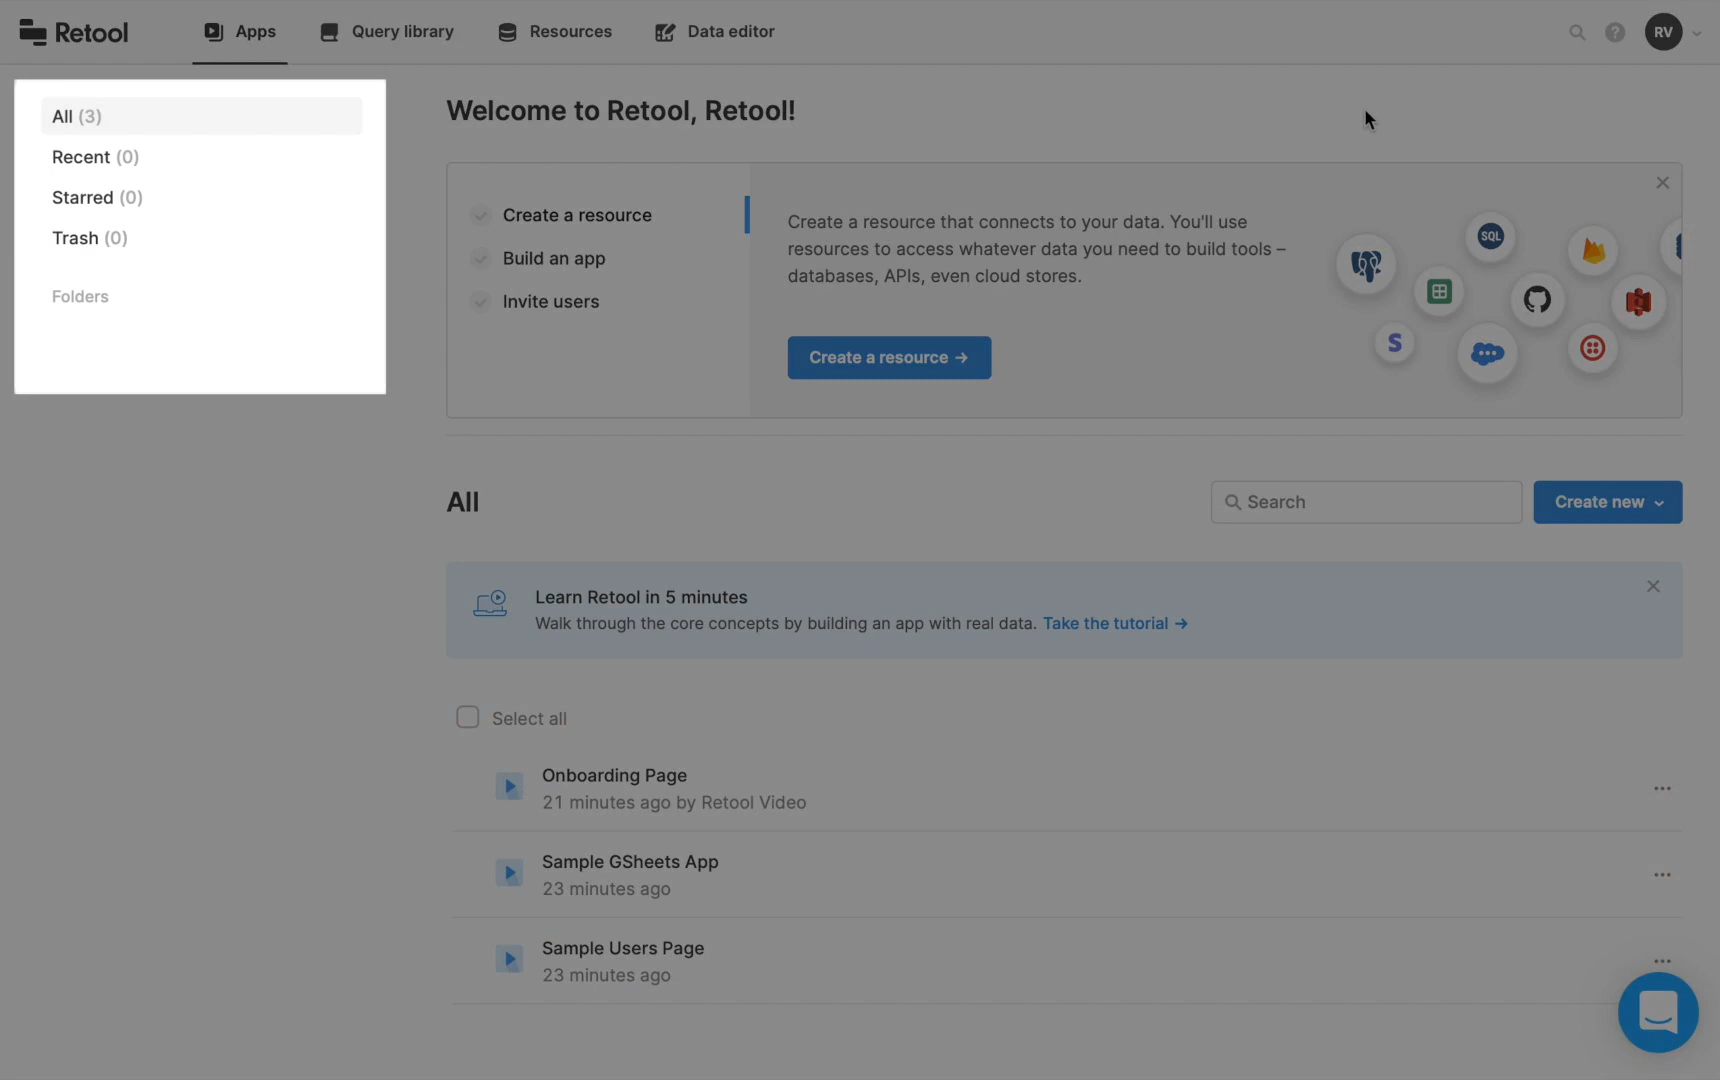 Retool
Apps
Query library
Resources
Data editor
RV
All (3)
Recent (0)
Starred (0)
Trash (0)
Folders
Welcome to Retool, Retool!
Create a resource
Build an app
Invite users
Create a resource that connects to your data. You'll use
resources to access whatever data you need to build tools –
databases, APIs, even cloud stores.
Create a resource →
SQL
S
All
Search
Create new
Learn Retool in 5 minutes
Walk through the core concepts by building an app with real data. Take the tutorial →
Select all
Onboarding Page
21 minutes ago by Retool Video
Sample GSheets App
23 minutes ago
Sample Users Page
23 minutes ago